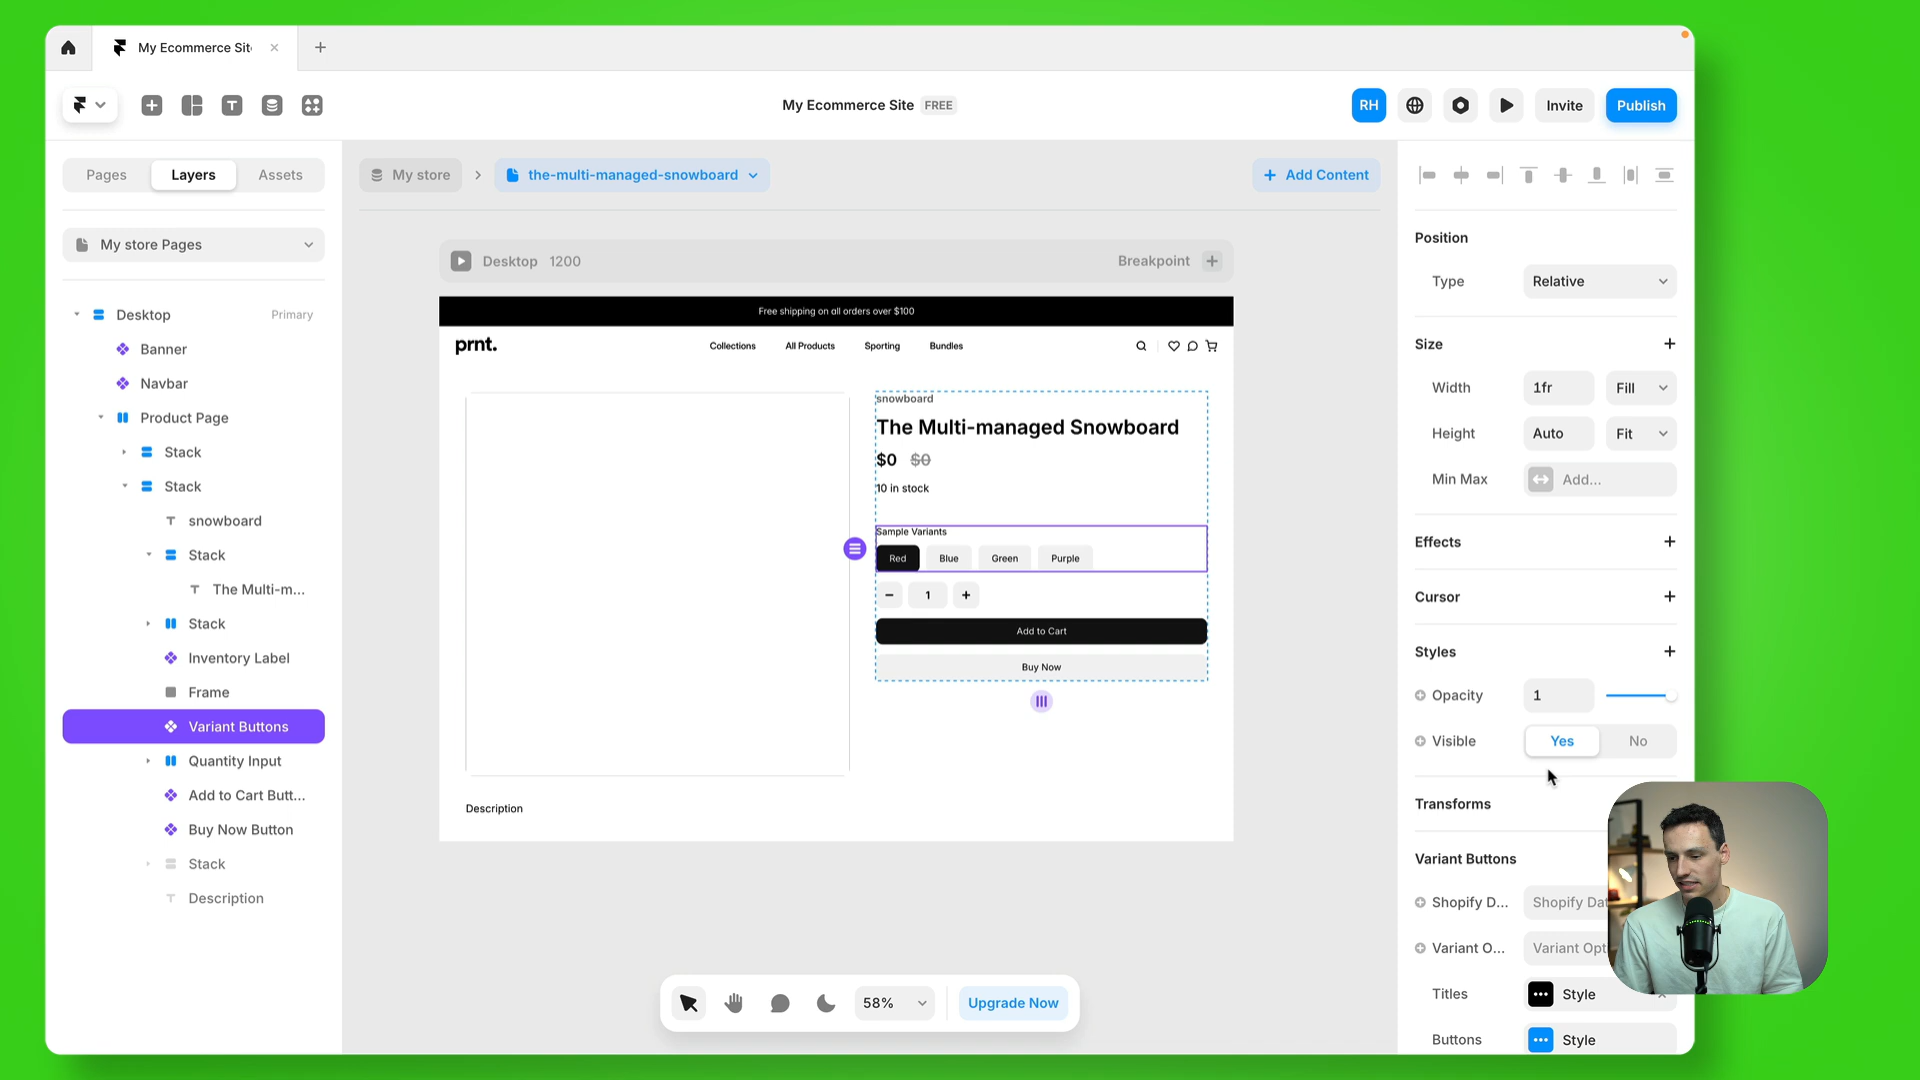 My Ecommerce Sit
My Ecommerce Site FREE
RH
Invite
Publish
Pages
Layers
Assets
My store
the-multi-managed-snowboard
Add Content
My store Pages
Desktop
Primary
Banner
Navbar
Product Page
Stack
Stack
snowboard
Stack
The Multi-m...
Stack
Inventory Label
Frame
Variant Buttons
Quantity Input
Add to Cart Butt...
Buy Now Button
Stack
Description
Desktop 1200
Breakpoint
Free shipping on all orders over $100
prnt.
Collections
All Products
Sporting
Bundles
snowboard
The Multi-managed Snowboard
$0 $0
10 in stock
Sample Variants
Red
Blue
Green
Purple
1
Add to Cart
Buy Now
Description
58%
Upgrade Now
Position
Type
Relative
Size
Width
1fr
Fill
Height
Auto
Fit
Min Max
Add...
Effects
Cursor
Styles
Opacity
1
Visible
Yes
No
Transforms
Variant Buttons
Shopify D...
Shopify Dat
Variant O...
Variant Opt
Titles
Style
Buttons
Style